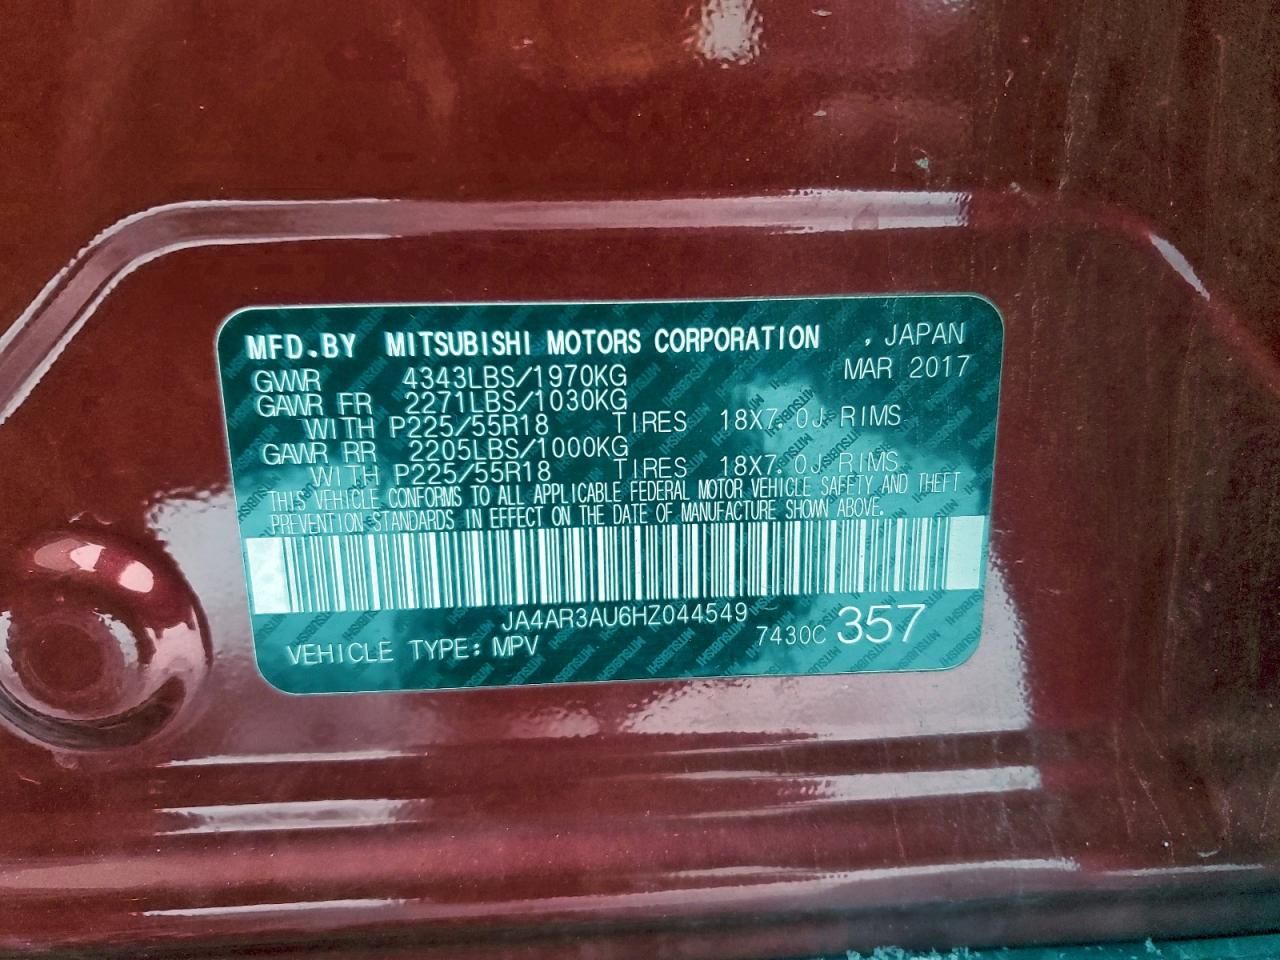 MFD.BY MITSUBISHI MOTORS CORPORATION , JAPAN
GVWR 4343LBS/1970KG MAR 2017
GAWR FR 2271LBS/1030KG
WITH P225/55R18 TIRES 18X7.0J RIMS
GAWR RR 2205LBS/1000KG
WITH P225/55R18 TIRES 18X7.0J RIMS
THIS VEHICLE CONFORMS TO ALL APPLICABLE FEDERAL MOTOR VEHICLE SAFETY AND THEFT
PREVENTION STANDARDS IN EFFECT ON THE DATE OF MANUFACTURE SHOWN ABOVE.
JA4AR3AU6HZ044549
VEHICLE TYPE: MPV 7430C 357